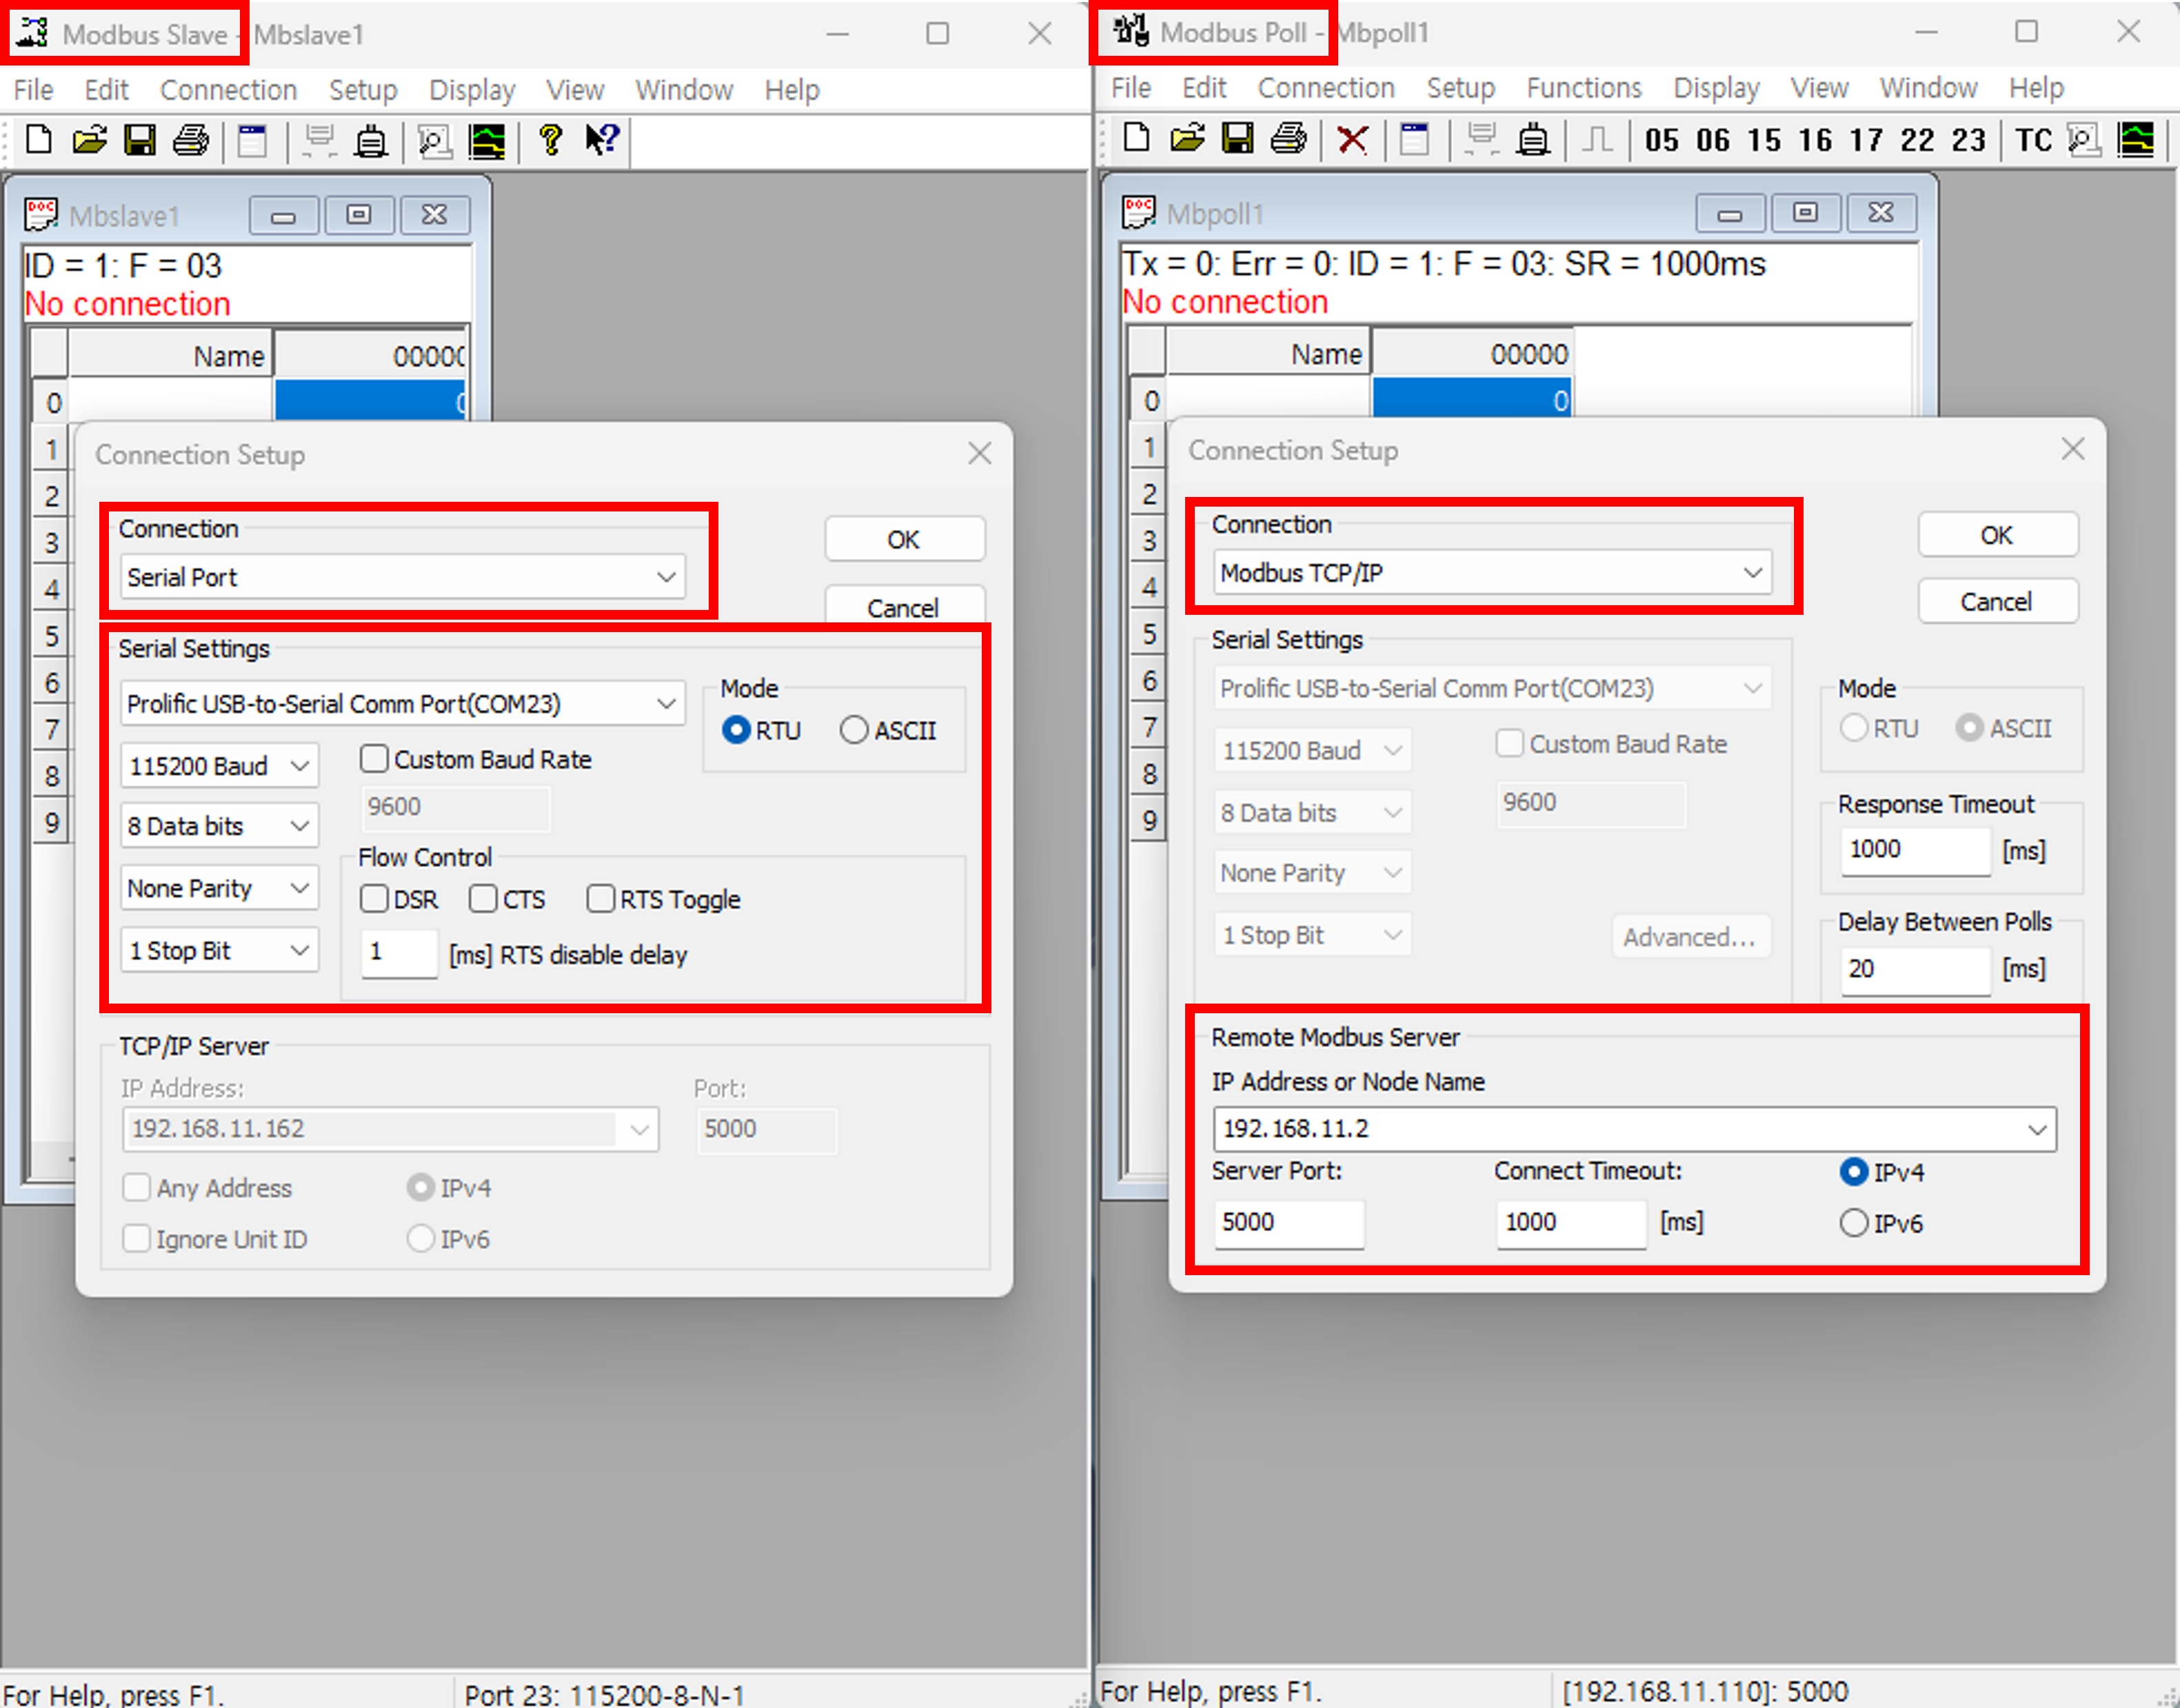 Modbus Slave - Mbslave1
File Edit Connection Setup Display View Window Help
Mbslave1
ID = 1: F = 03
No connection
Name 00000
0 0
1
2
3
4
5
6
7
8
9
Connection Setup
Connection
Serial Port
OK
Cancel
Serial Settings
Prolific USB-to-Serial Comm Port(COM23)
Mode
RTU ASCII
115200 Baud
Custom Baud Rate
9600
8 Data bits
None Parity
1 Stop Bit
Flow Control
DSR CTS RTS Toggle
1 [ms] RTS disable delay
TCP/IP Server
IP Address: Port:
192.168.11.162 5000
Any Address IPv4
Ignore Unit ID IPv6
For Help, press F1. Port 23: 115200-8-N-1
Modbus Poll - Mbpoll1
File Edit Connection Setup Functions Display View Window Help
05 06 15 16 17 22 23 TC
Mbpoll1
Tx = 0: Err = 0: ID = 1: F = 03: SR = 1000ms
No connection
Name 00000
0 0
1
2
3
4
5
6
7
8
9
Connection Setup
Connection
Modbus TCP/IP
OK
Cancel
Serial Settings
Prolific USB-to-Serial Comm Port(COM23)
Mode
RTU ASCII
115200 Baud
Custom Baud Rate
9600
8 Data bits
None Parity
1 Stop Bit
Advanced...
Response Timeout
1000 [ms]
Delay Between Polls
20 [ms]
Remote Modbus Server
IP Address or Node Name
192.168.11.2
Server Port: Connect Timeout: IPv4
5000 1000 [ms] IPv6
For Help, press F1. [192.168.11.110]: 5000